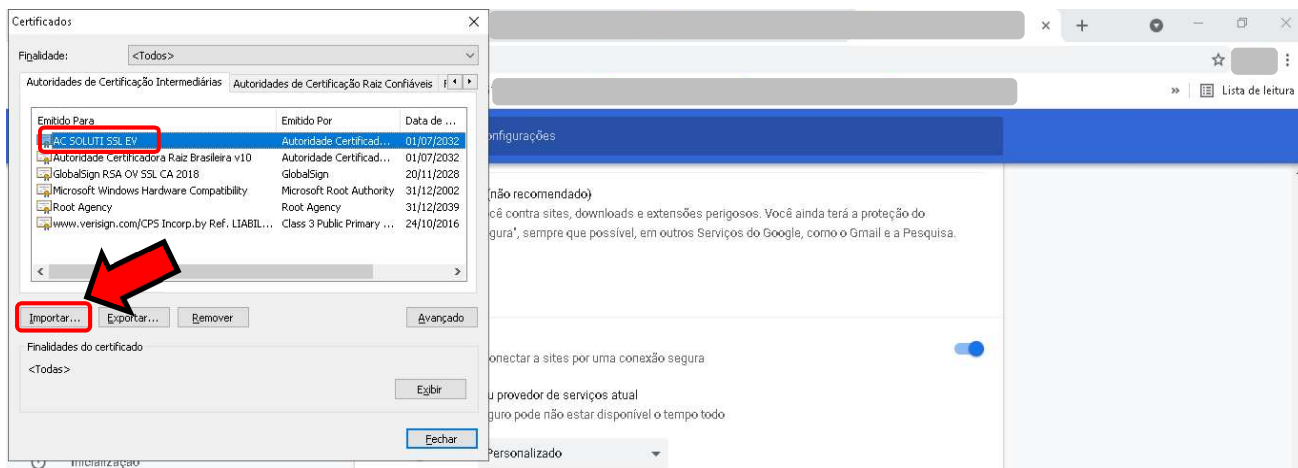 Certificados
Finalidade: <Todos>
Autoridades de Certificação Intermediárias Autoridades de Certificação Raiz Confiáveis
Emitido Para Emitido Por Data de ...
AC SOLUTI SSL EV Autoridade Certificad... 01/07/2032
Autoridade Certificadora Raiz Brasileira v10 Autoridade Certificad... 01/07/2032
GlobalSign RSA OV SSL CA 2018 GlobalSign 20/11/2028
Microsoft Windows Hardware Compatibility Microsoft Root Authority 31/12/2002
Root Agency Root Agency 31/12/2039
www.verisign.com/CPS Incorp.by Ref. LIABIL... Class 3 Public Primary ... 24/10/2016
Importar... Exportar... Remover Avançado
Finalidades do certificado
<Todas>
Exibir
Fechar
Lista de leitura
onfigurações
(não recomendado)
cê contra sites, downloads e extensões perigosos. Você ainda terá a proteção do
gura", sempre que possível, em outros Serviços do Google, como o Gmail e a Pesquisa.
onectar a sites por uma conexão segura
u provedor de serviços atual
guro pode não estar disponível o tempo todo
Personalizado
Inicialização